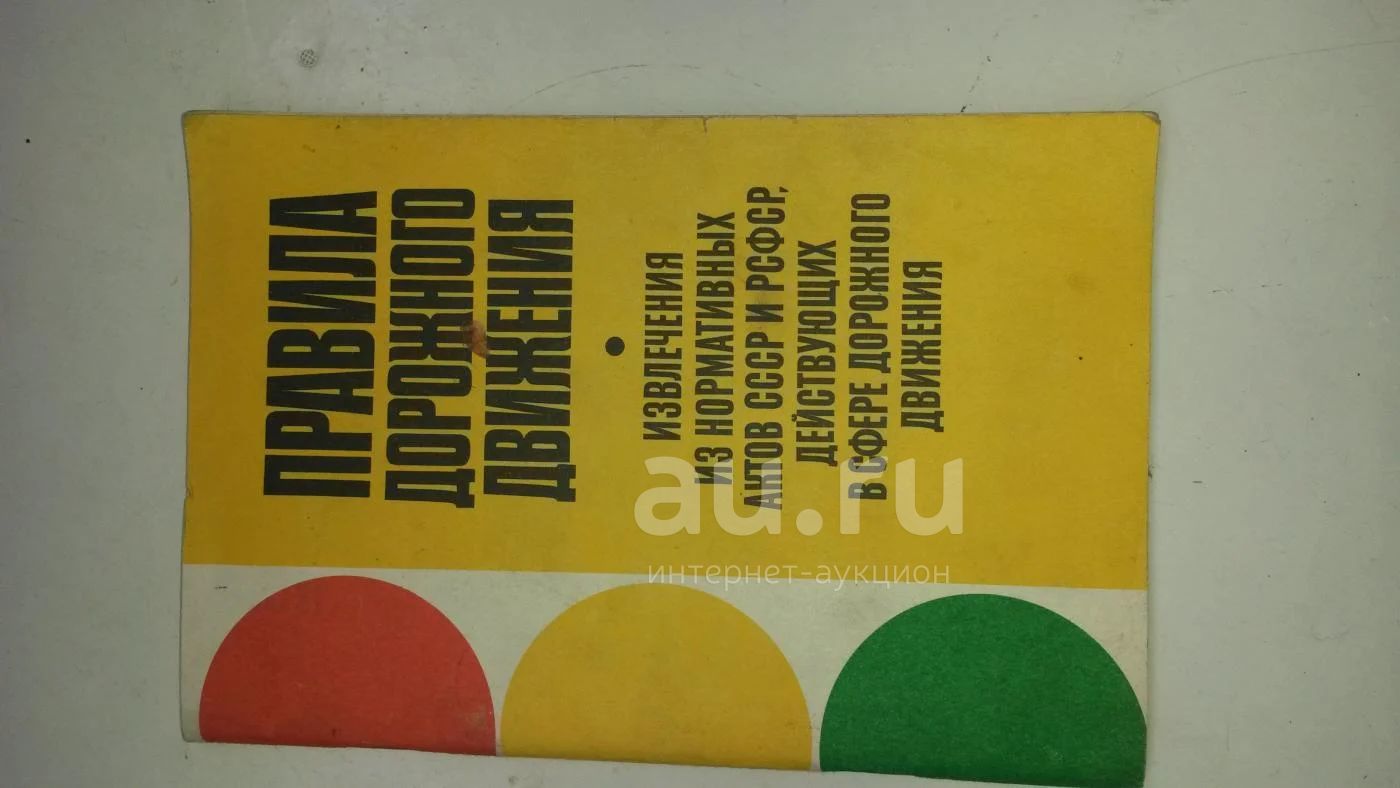 ПРАВИЛА
ДОРОЖНОГО
ДВИЖЕНИЯ
•
ИЗВЛЕЧЕНИЯ
ИЗ НОРМАТИВНЫХ
АКТОВ СССР И РСФСР,
ДЕЙСТВУЮЩИХ
В СФЕРЕ ДОРОЖНОГО
ДВИЖЕНИЯ
au.ru
интернет-аукцион